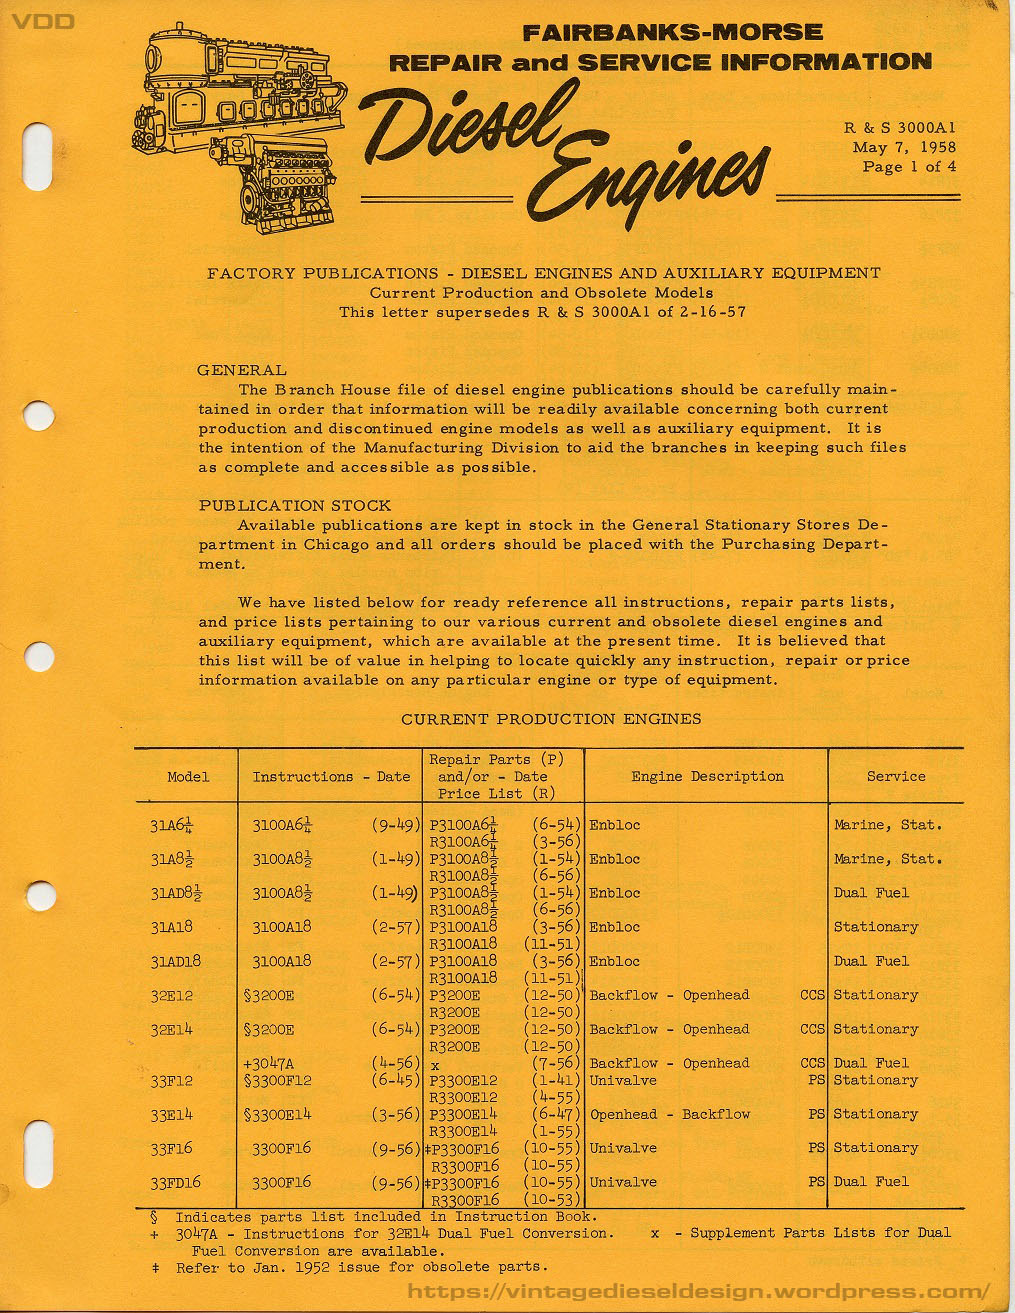 VDD
FAIRBANKS-MORSE
REPAIR and SERVICE INFORMATION
Diesel
Engines
R & S 3000A1
May 7, 1958
Page 1 of 4
FACTORY PUBLICATIONS - DIESEL ENGINES AND AUXILIARY EQUIPMENT
Current Production and Obsolete Models
This letter supersedes R & S 3000A1 of 2-16-57
GENERAL
The Branch House file of diesel engine publications should be carefully main-
tained in order that information will be readily available concerning both current
production and discontinued engine models as well as auxiliary equipment. It is
the intention of the Manufacturing Division to aid the branches in keeping such files
as complete and accessible as possible.
PUBLICATION STOCK
Available publications are kept in stock in the General Stationary Stores De-
partment in Chicago and all orders should be placed with the Purchasing Depart-
ment.
We have listed below for ready reference all instructions, repair parts lists,
and price lists pertaining to our various current and obsolete diesel engines and
auxiliary equipment, which are available at the present time. It is believed that
this list will be of value in helping to locate quickly any instruction, repair or price
information available on any particular engine or type of equipment.
CURRENT PRODUCTION ENGINES
Repair Parts (P)
Model Instructions - Date and/or - Date Engine Description Service
Price List (R)
31A6¼ 3100A6¼ (9-49) P3100A6¼ (6-54) Enbloc Marine, Stat.
R3100A6¼ (3-56)
31A8½ 3100A8½ (1-49) P3100A8½ (1-54) Enbloc Marine, Stat.
R3100A8½ (6-56)
31AD8½ 3100A8½ (1-49) P3100A8½ (1-54) Enbloc Dual Fuel
R3100A8½ (6-56)
31A18 3100A18 (2-57) P3100A18 (3-56) Enbloc Stationary
R3100A18 (11-51)
31AD18 3100A18 (2-57) P3100A18 (3-56) Enbloc Dual Fuel
R3100A18 (11-51)
32E12 §3200E (6-54) P3200E (12-50) Backflow - Openhead CCS Stationary
R3200E (12-50)
32E14 §3200E (6-54) P3200E (12-50) Backflow - Openhead CCS Stationary
R3200E (12-50)
+3047A (4-56) x (7-56) Backflow - Openhead CCS Dual Fuel
33F12 §3300F12 (6-45) P3300E12 (1-41) Univalve PS Stationary
R3300E12 (4-55)
33E14 §3300E14 (3-56) P3300E14 (6-47) Openhead - Backflow PS Stationary
R3300E14 (1-55)
33F16 3300F16 (9-56) ‡P3300F16 (10-55) Univalve PS Stationary
R3300F16 (10-55)
33FD16 3300F16 (9-56) ‡P3300F16 (10-55) Univalve PS Dual Fuel
R3300F16 (10-53)
§ Indicates parts list included in Instruction Book.
+ 3047A - Instructions for 32E14 Dual Fuel Conversion. x - Supplement Parts Lists for Dual
Fuel Conversion are available.
‡ Refer to Jan. 1952 issue for obsolete parts.
https://vintagedieseldesign.wordpress.com/